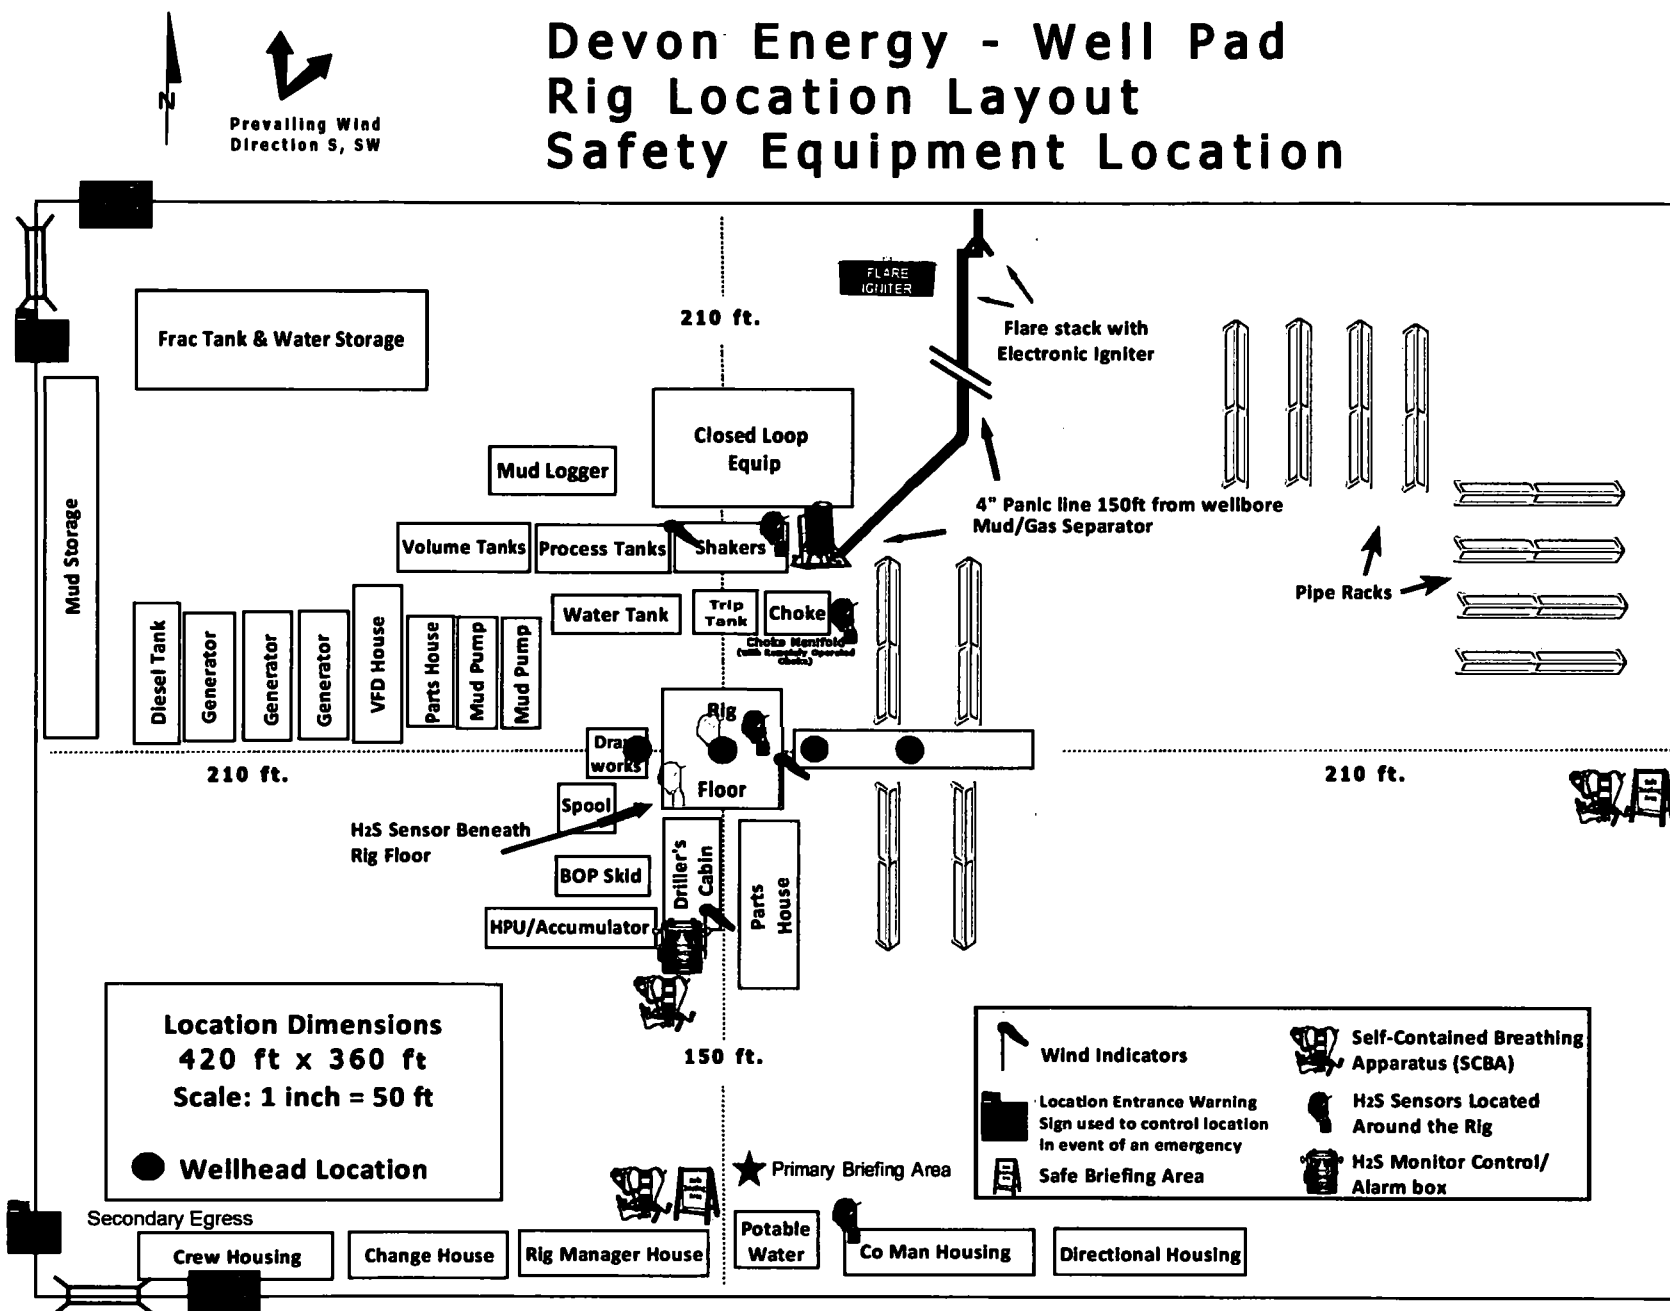 Devon Energy - Well Pad
Rig Location Layout
Safety Equipment Location
N
Prevailing Wind
Direction S, SW
FLARE
IGNITER
210 ft.
Flare stack with
Electronic Igniter
Frac Tank & Water Storage
Closed Loop
Equip
Mud Logger
4" Panic line 150ft from wellbore
Mud/Gas Separator
Mud Storage
Volume Tanks
Process Tanks
Shakers
Pipe Racks
Water Tank
Trip
Tank
Choke
Choke Manifold
(with Remotely Operated
Choke)
Diesel Tank
Generator
Generator
Generator
VFD House
Parts House
Mud Pump
Mud Pump
Rig
Floor
Draw
works
210 ft.
210 ft.
Spool
H2S Sensor Beneath
Rig Floor
Driller's
Cabin
Parts
House
BOP Skid
HPU/Accumulator
Location Dimensions
420 ft x 360 ft
Scale: 1 inch = 50 ft
Wellhead Location
150 ft.
Wind Indicators
Self-Contained Breathing
Apparatus (SCBA)
Location Entrance Warning
Sign used to control location
in event of an emergency
H2S Sensors Located
Around the Rig
Safe Briefing Area
H2S Monitor Control/
Alarm box
Primary Briefing Area
Secondary Egress
Crew Housing
Change House
Rig Manager House
Potable
Water
Co Man Housing
Directional Housing